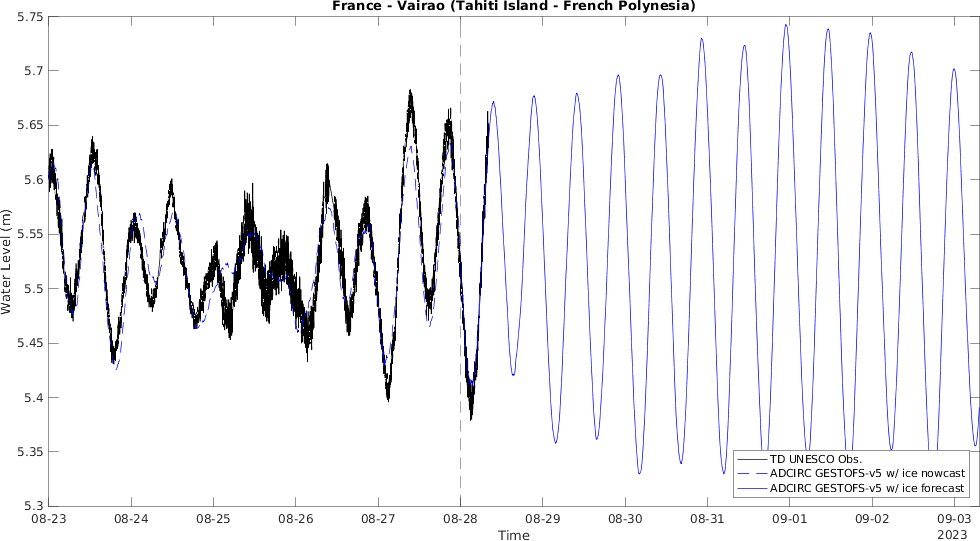 France - Vairao (Tahiti Island - French Polynesia)
5.75
5.7
5.65
5.6
5.55
5.5
5.45
5.4
5.35
5.3
Water Level (m)
TD UNESCO Obs.
ADCIRC GESTOFS-v5 w/ ice nowcast
ADCIRC GESTOFS-v5 w/ ice forecast
08-23 08-24 08-25 08-26 08-27 08-28 08-29 08-30 08-31 09-01 09-02 09-03
Time 2023